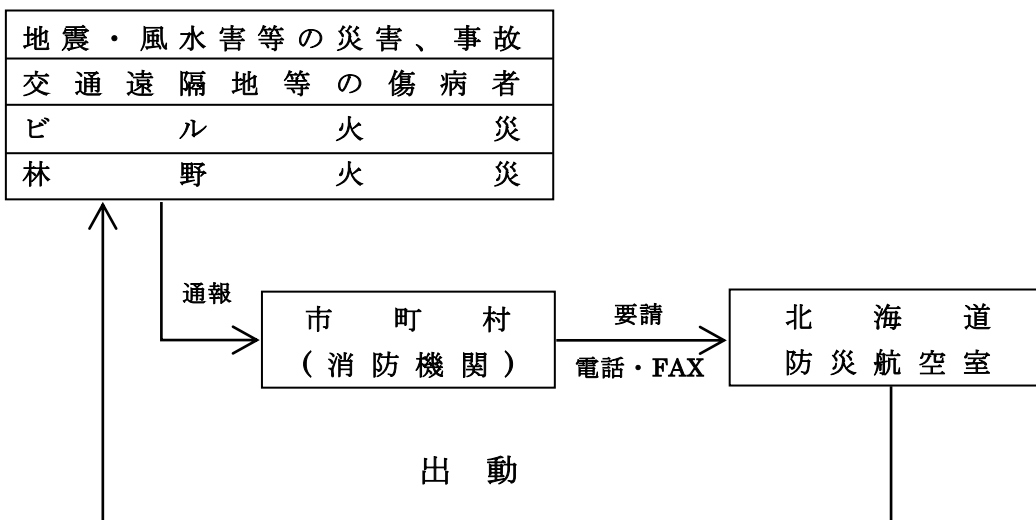 地震・風水害等の災害、事故
交通遠隔地等の傷病者
ビル火災
林野火災
通報
市町村
(消防機関)
要請
電話・FAX
北海道
防災航空室
出動